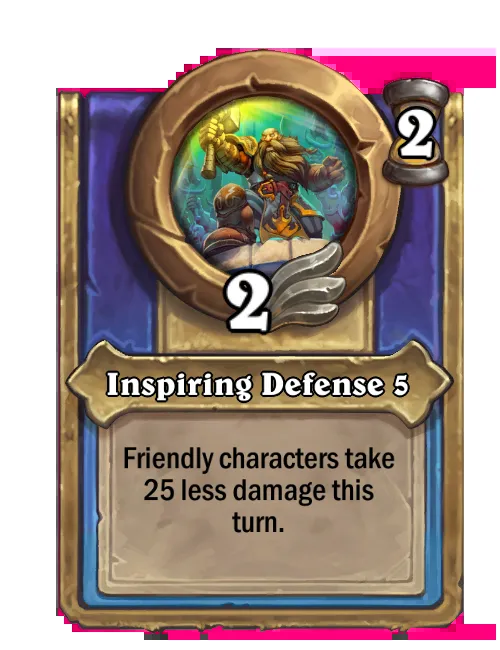 2
2
Inspiring Defense 5
Friendly characters take
25 less damage this
turn.